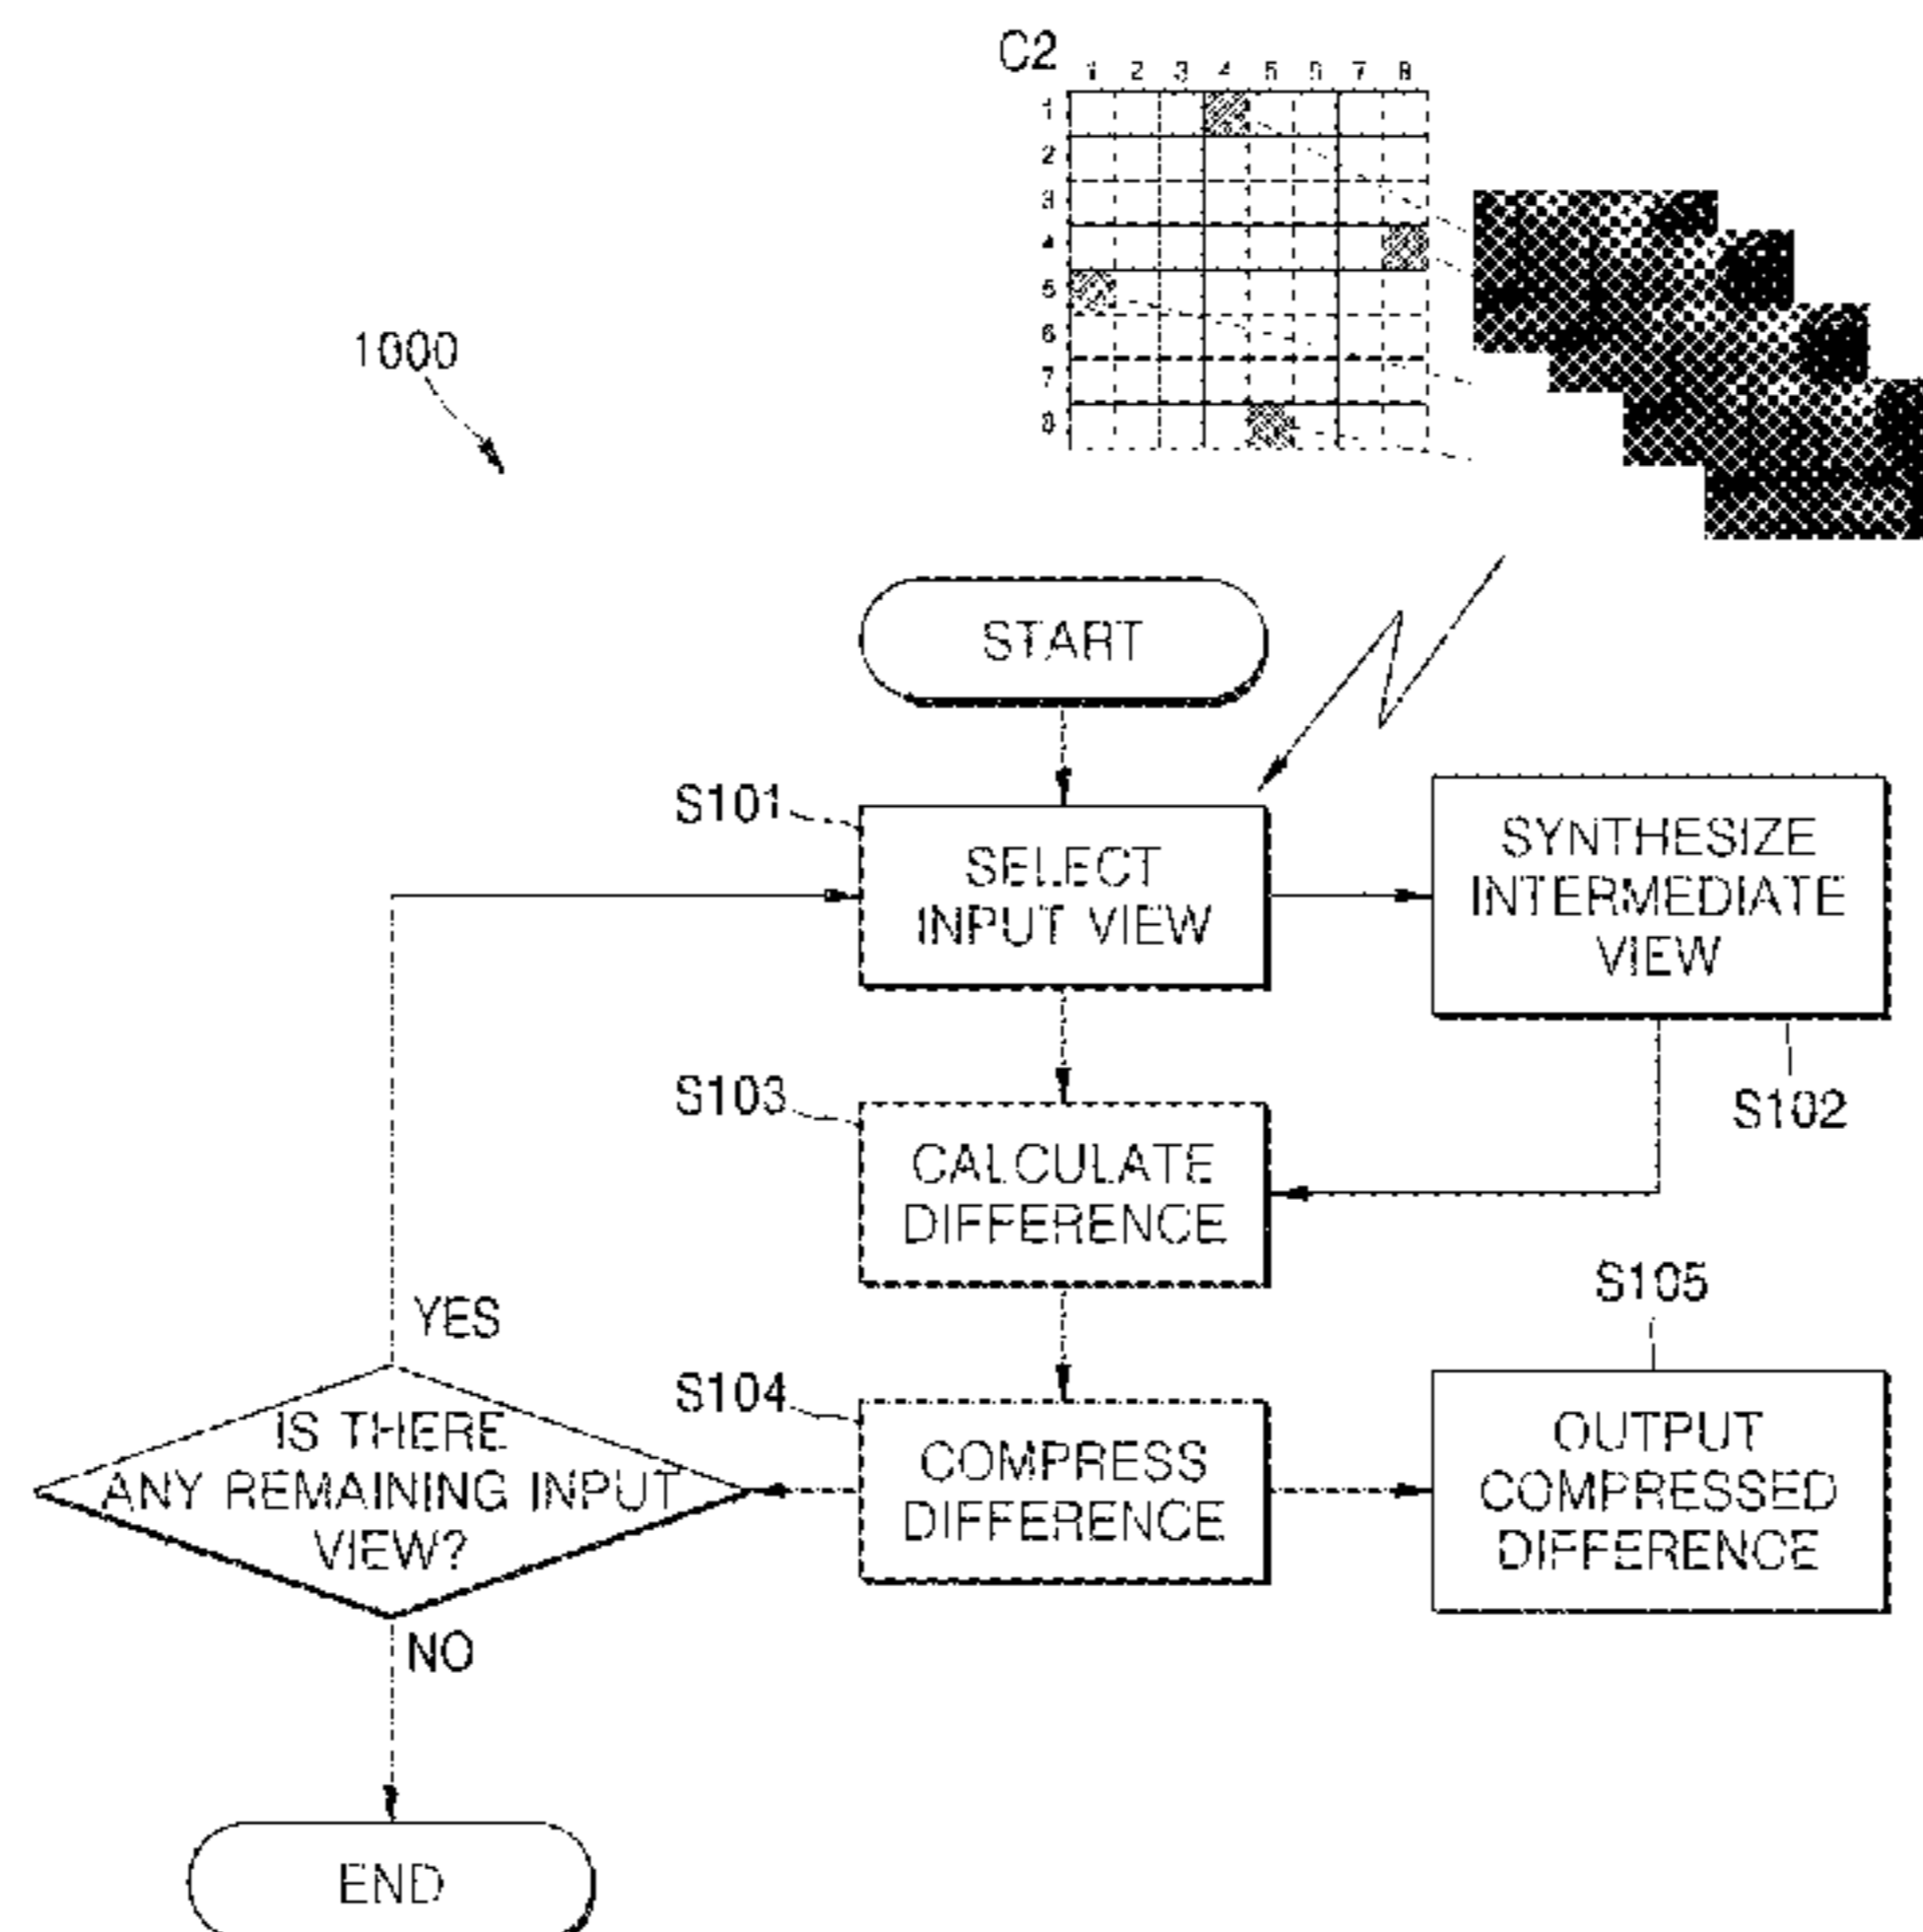 C2
1 2 3 4 5 6 7 8
1
2
3
4
5
6
7
8
1000
START
S101
SELECT
INPUT VIEW
SYNTHESIZE
INTERMEDIATE
VIEW
S102
S103
CALCULATE
DIFFERENCE
S105
YES
S104
IS THERE
ANY REMAINING INPUT
VIEW?
COMPRESS
DIFFERENCE
OUTPUT
COMPRESSED
DIFFERENCE
NO
END